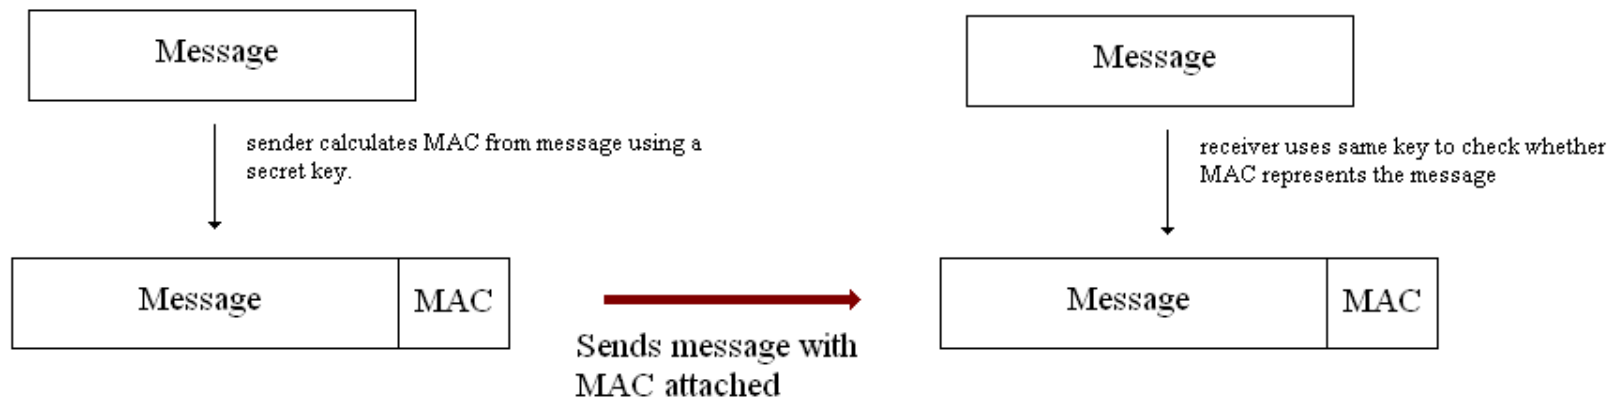 Message
sender calculates MAC from message using a
secret key.
Message
MAC
Sends message with
MAC attached
Message
receiver uses same key to check whether
MAC represents the message
Message
MAC